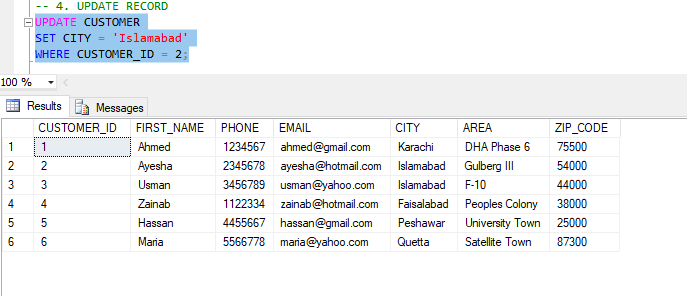 -- 4. UPDATE RECORD
UPDATE CUSTOMER
SET CITY = 'Islamabad'
WHERE CUSTOMER_ID = 2;
100 %
Results Messages
CUSTOMER_ID FIRST_NAME PHONE EMAIL CITY AREA ZIP_CODE
1 1 Ahmed 1234567 ahmed@gmail.com Karachi DHA Phase 6 75500
2 2 Ayesha 2345678 ayesha@hotmail.com Islamabad Gulberg III 54000
3 3 Usman 3456789 usman@yahoo.com Islamabad F-10 44000
4 4 Zainab 1122334 zainab@hotmail.com Faisalabad Peoples Colony 38000
5 5 Hassan 4455667 hassan@gmail.com Peshawar University Town 25000
6 6 Maria 5566778 maria@yahoo.com Quetta Satellite Town 87300